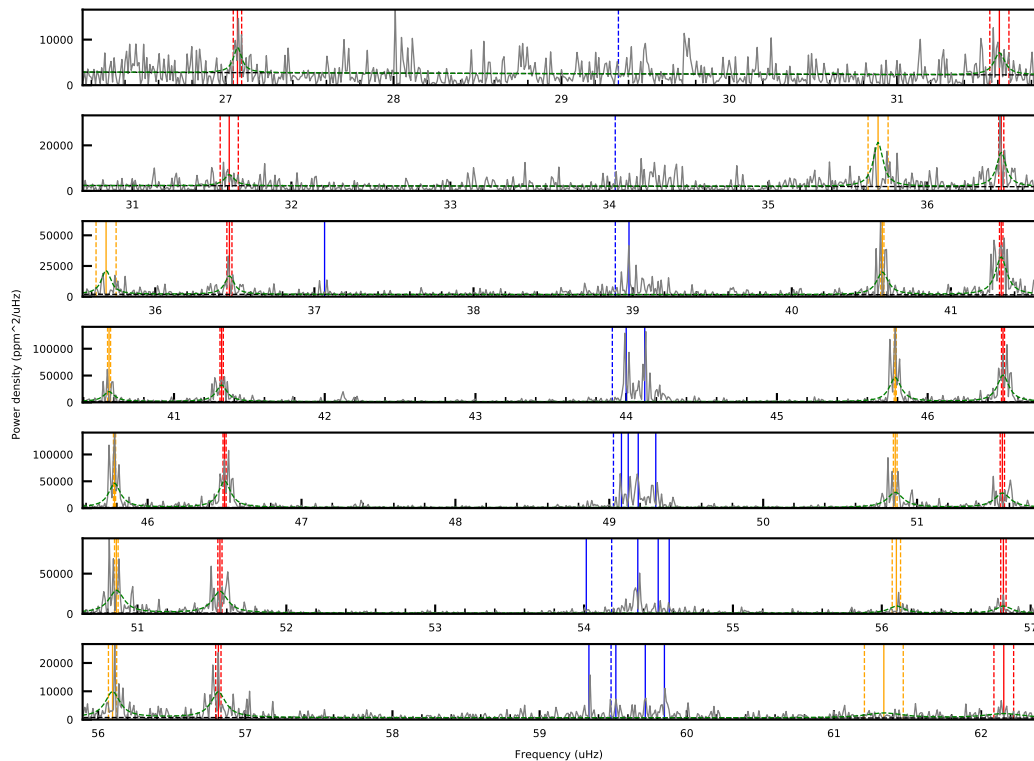 10000
0
27 28 29 30 31
20000
0
31 32 33 34 35 36
50000
25000
0
36 37 38 39 40 41
100000
50000
0
41 42 43 44 45 46
100000
50000
0
46 47 48 49 50 51
50000
0
51 52 53 54 55 56 57
20000
10000
0
56 57 58 59 60 61 62
Power density (ppm^2/uHz)
Frequency (uHz)